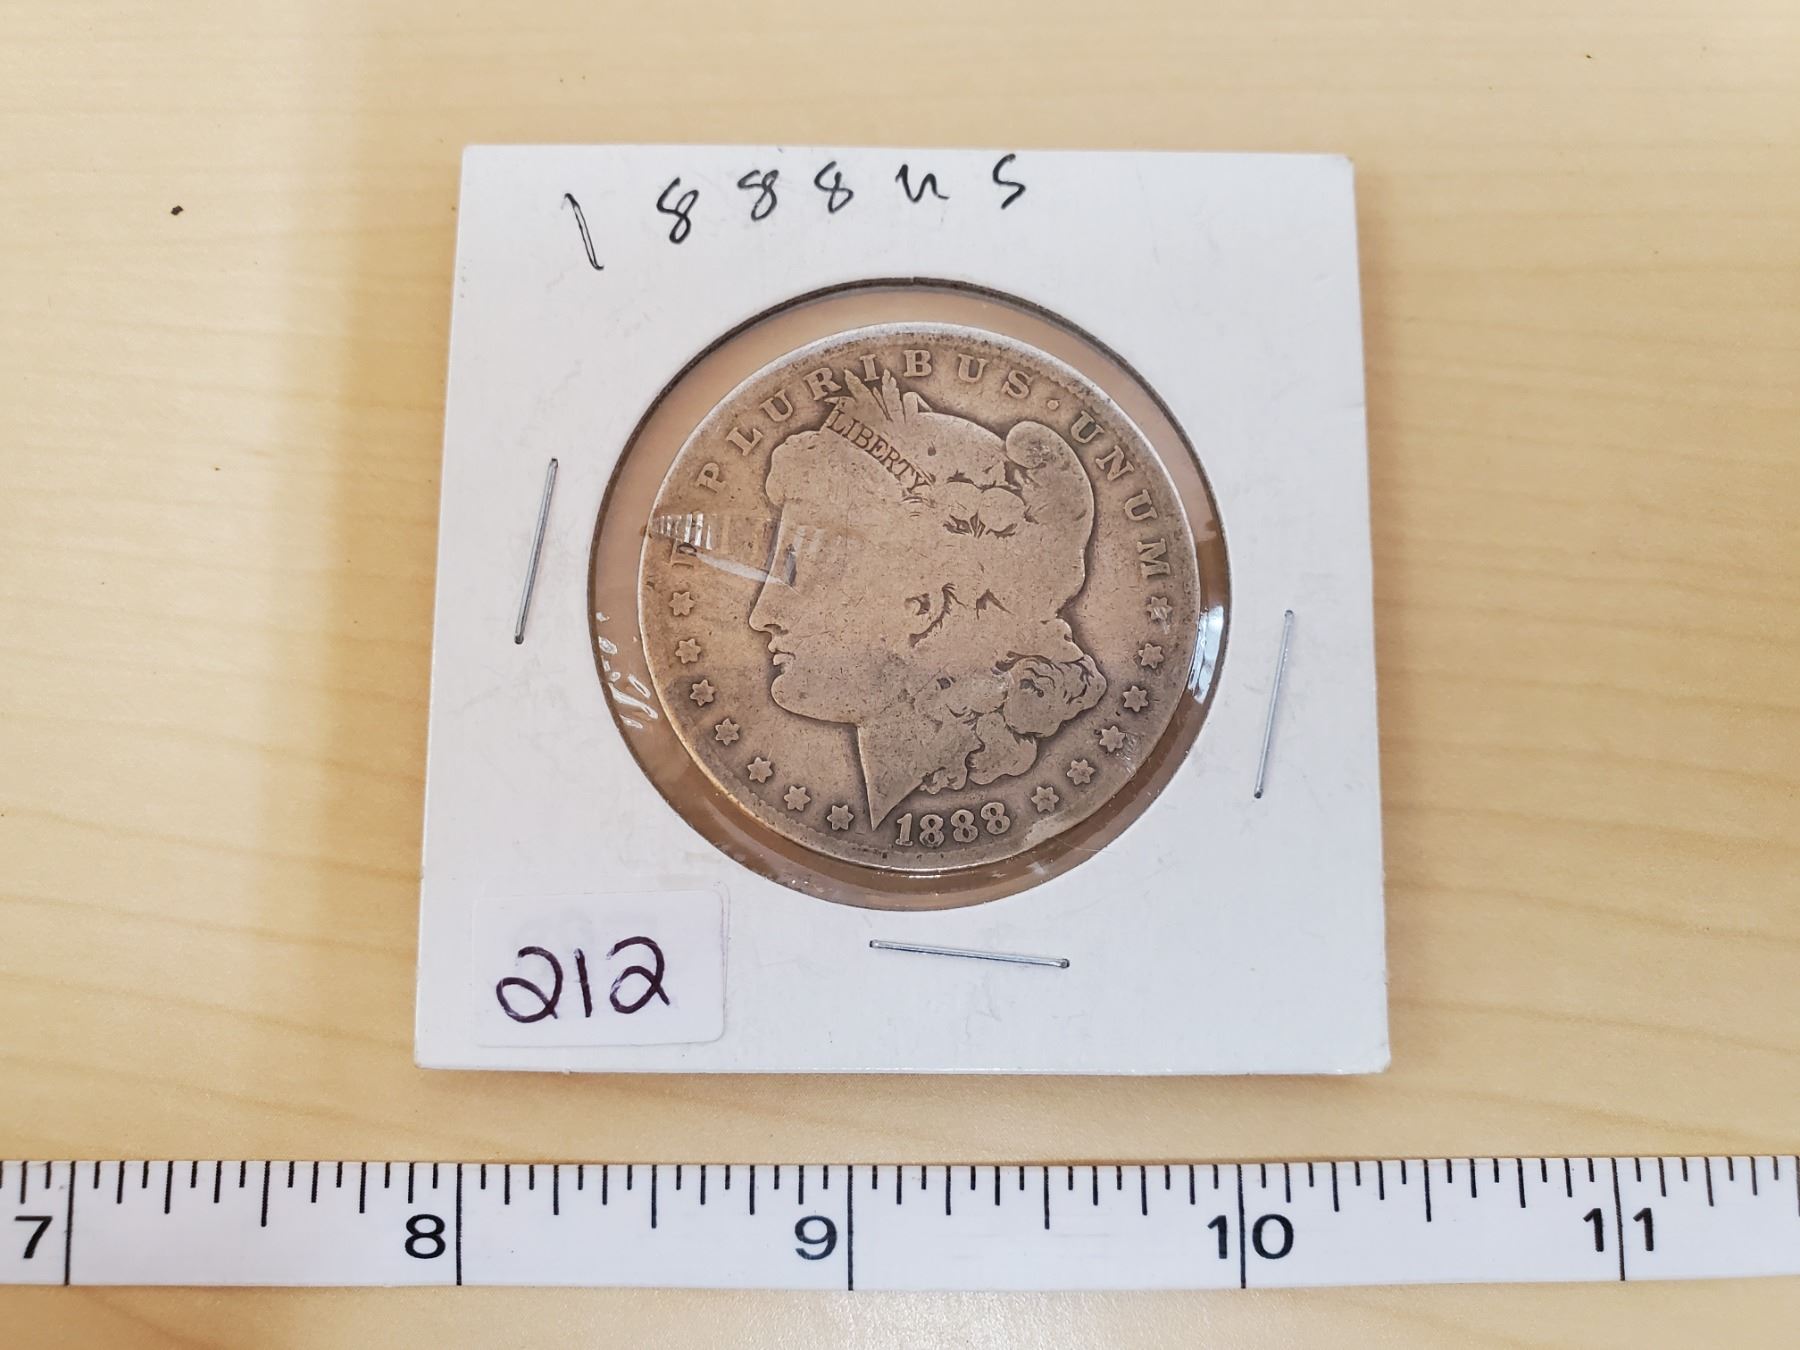 1888 US
E PLURIBUS · UNUM
LIBERTY
1888
212
7 8 9 10 11